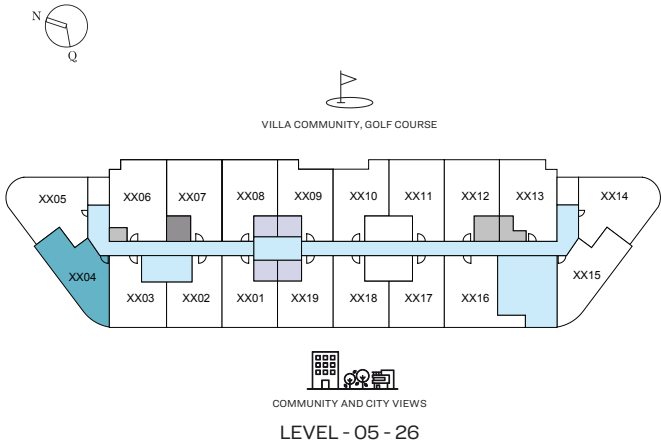 N
Q
VILLA COMMUNITY, GOLF COURSE
XX05
XX06
XX07
XX08
XX09
XX10
XX11
XX12
XX13
XX14
XX04
XX03
XX02
XX01
XX19
XX18
XX17
XX16
XX15
COMMUNITY AND CITY VIEWS
LEVEL - 05 - 26